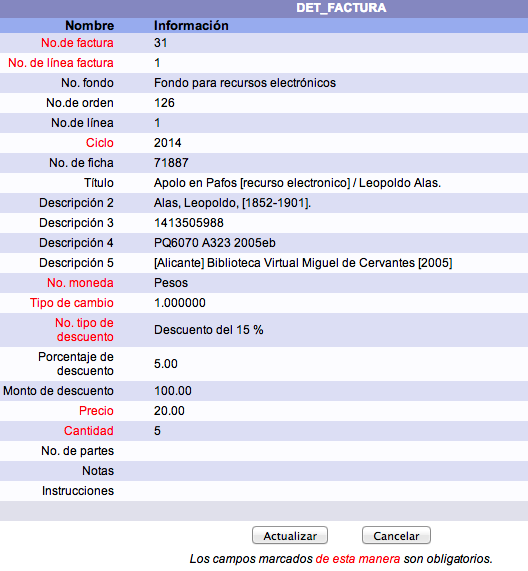 DET_FACTURA
Nombre Información
No.de factura 31
No. de línea factura 1
No. fondo Fondo para recursos electrónicos
No.de orden 126
No.de línea 1
Ciclo 2014
No. de ficha 71887
Título Apolo en Pafos [recurso electronico] / Leopoldo Alas.
Descripción 2 Alas, Leopoldo, [1852-1901].
Descripción 3 1413505988
Descripción 4 PQ6070 A323 2005eb
Descripción 5 [Alicante] Biblioteca Virtual Miguel de Cervantes [2005]
No. moneda Pesos
Tipo de cambio 1.000000
No. tipo de
descuento Descuento del 15 %
Porcentaje de
descuento 5.00
Monto de descuento 100.00
Precio 20.00
Cantidad 5
No. de partes
Notas
Instrucciones
Actualizar Cancelar
Los campos marcados de esta manera son obligatorios.